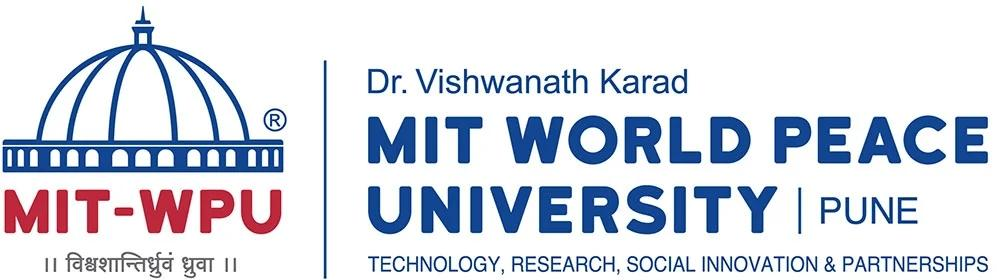 ®
MIT-WPU
॥ विश्वशान्तिर्ध्रुवं ध्रुवा ॥
Dr. Vishwanath Karad
MIT WORLD PEACE
UNIVERSITY | PUNE
TECHNOLOGY, RESEARCH, SOCIAL INNOVATION & PARTNERSHIPS